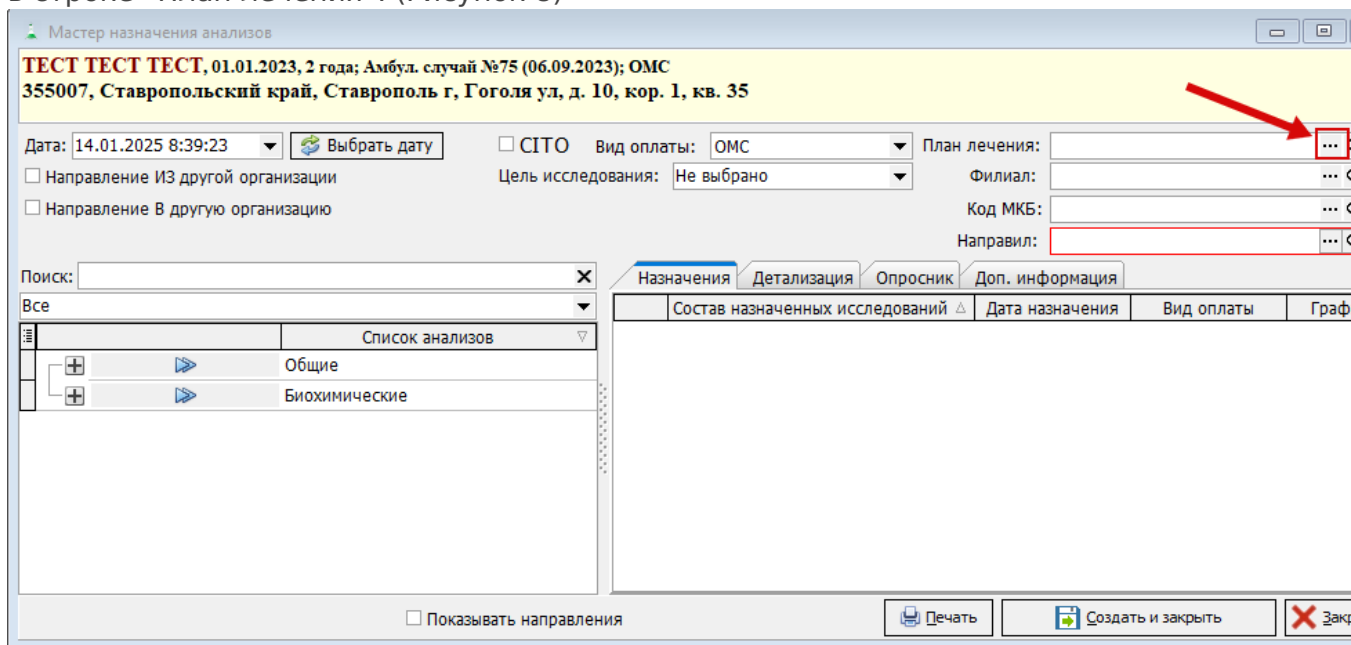 Мастер назначения анализов
ТЕСТ ТЕСТ ТЕСТ, 01.01.2023, 2 года; Амбул. случай №75 (06.09.2023); ОМС
355007, Ставропольский край, Ставрополь г, Гоголя ул, д. 10, кор. 1, кв. 35
Дата: 14.01.2025 8:39:23 Выбрать дату CITO Вид оплаты: ОМС План лечения: ...
Направление ИЗ другой организации Цель исследования: Не выбрано Филиал: ...
Направление В другую организацию Код МКБ: ...
Направил: ...
Поиск: Назначения Детализация Опросник Доп. информация
Все
Состав назначенных исследований Дата назначения Вид оплаты Граф
Список анализов
Общие
Биохимические
Показывать направления Печать Создать и закрыть Закр